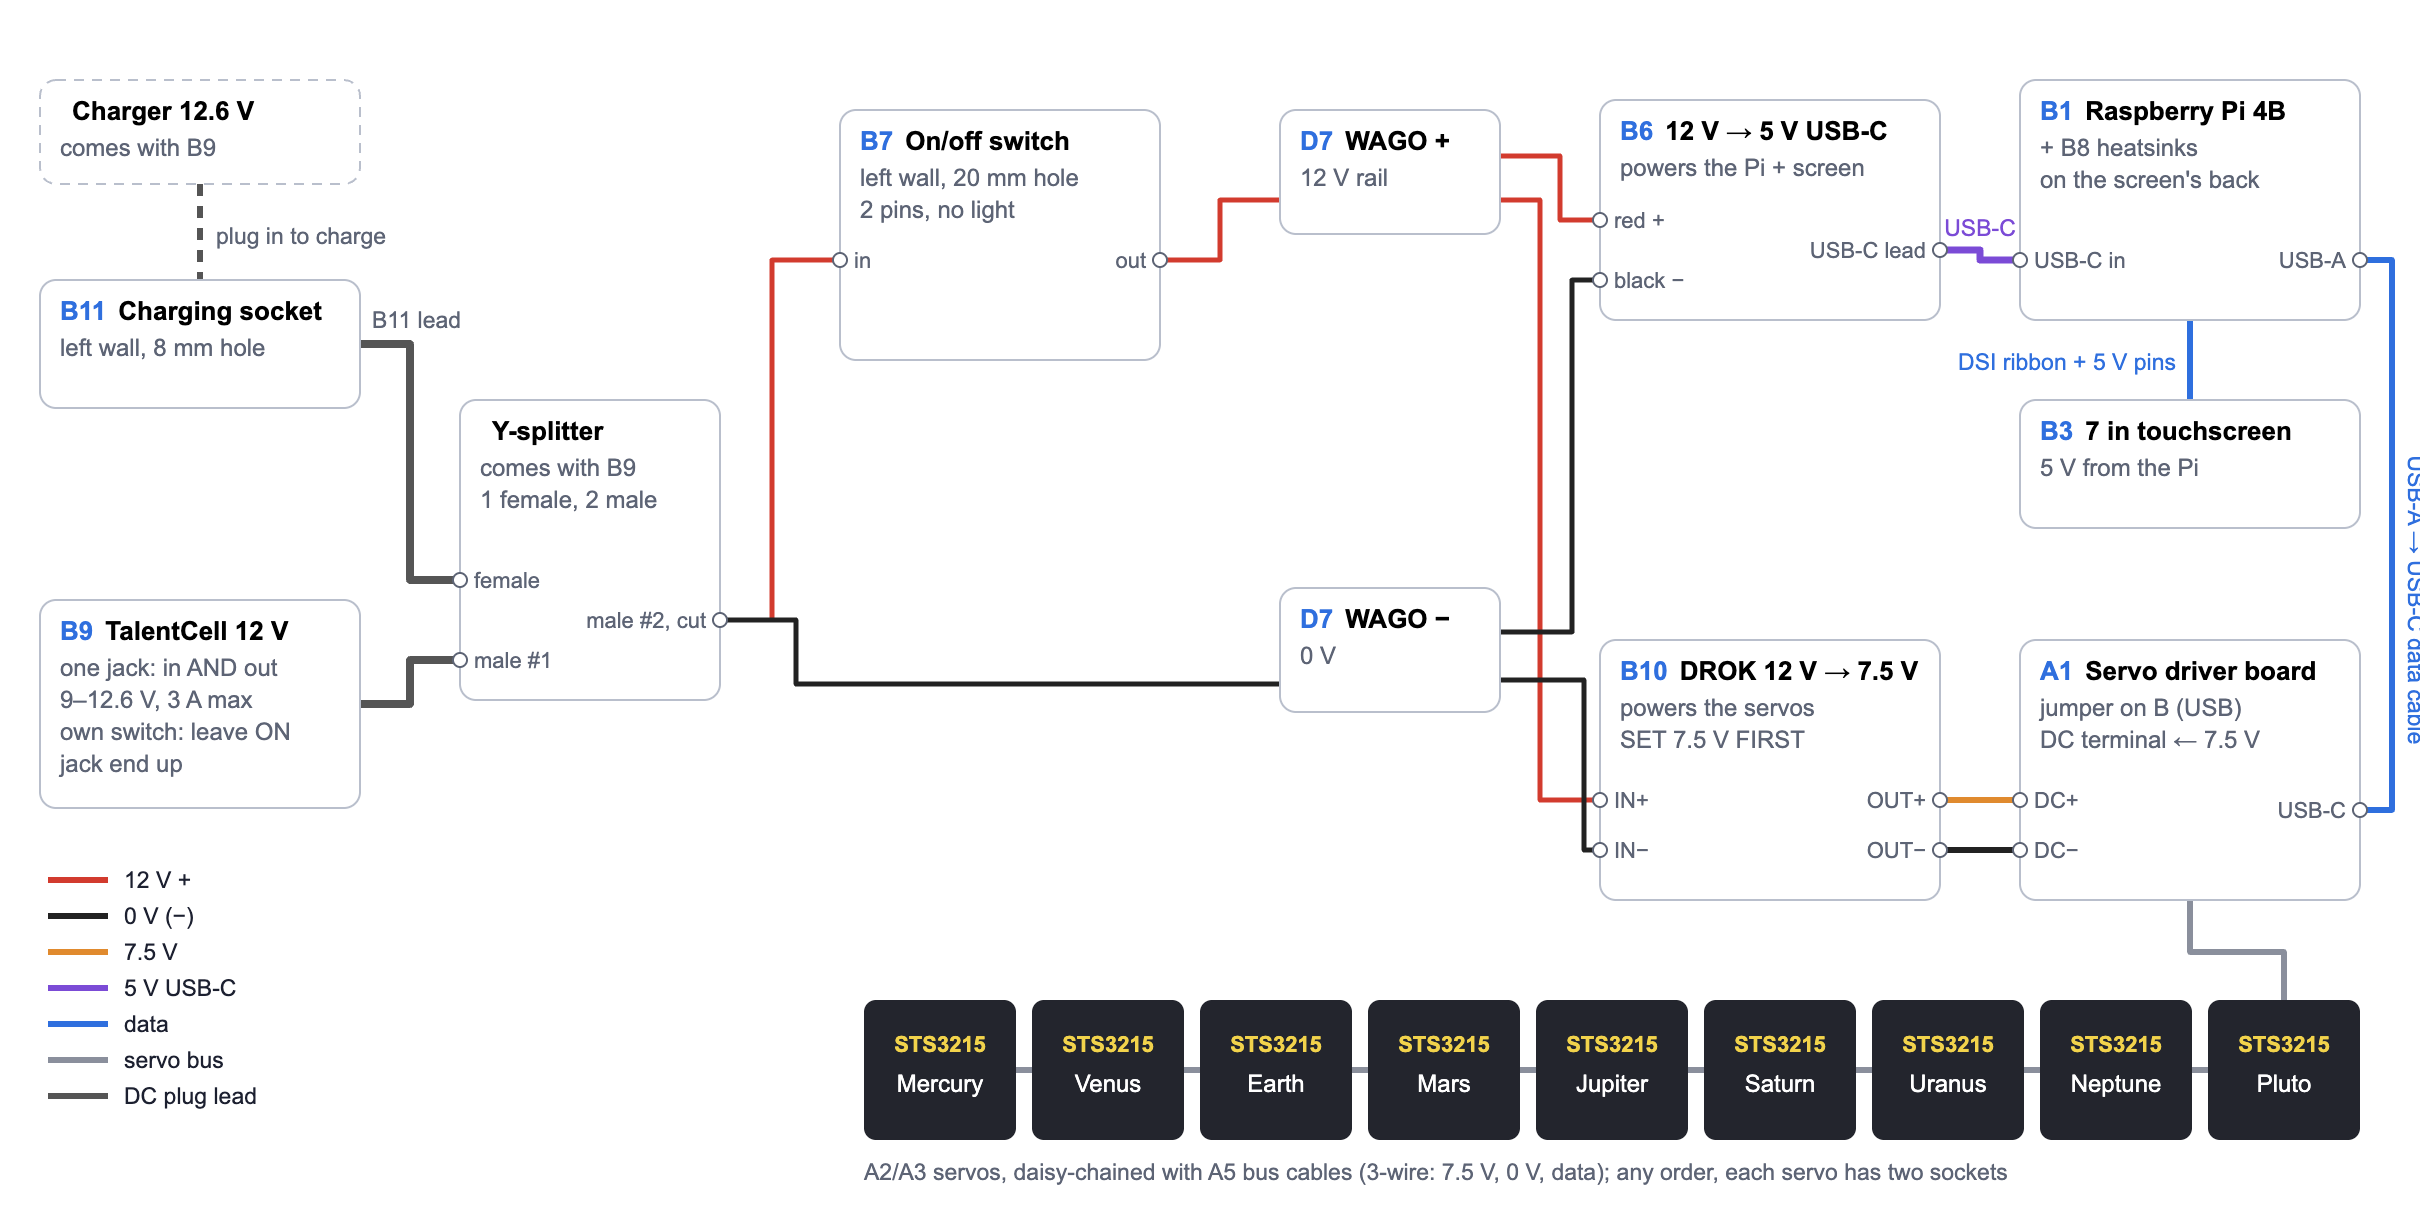 Charger 12.6 V
comes with B9
plug in to charge
B11 Charging socket
left wall, 8 mm hole
B11 lead
B9 TalentCell 12 V
one jack: in AND out
9–12.6 V, 3 A max
own switch: leave ON
jack end up
Y-splitter
comes with B9
1 female, 2 male
female
male #2, cut
male #1
B7 On/off switch
left wall, 20 mm hole
2 pins, no light
in
out
D7 WAGO +
12 V rail
D7 WAGO −
0 V
B6 12 V → 5 V USB-C
powers the Pi + screen
red +
USB-C lead
black −
USB-C
B1 Raspberry Pi 4B
+ B8 heatsinks
on the screen's back
USB-C in
USB-A
DSI ribbon + 5 V pins
B3 7 in touchscreen
5 V from the Pi
USB-A → USB-C data cable
B10 DROK 12 V → 7.5 V
powers the servos
SET 7.5 V FIRST
IN+
OUT+
IN−
OUT−
A1 Servo driver board
jumper on B (USB)
DC terminal ← 7.5 V
DC+
USB-C
DC−
12 V +
0 V (−)
7.5 V
5 V USB-C
data
servo bus
DC plug lead
STS3215
Mercury
STS3215
Venus
STS3215
Earth
STS3215
Mars
STS3215
Jupiter
STS3215
Saturn
STS3215
Uranus
STS3215
Neptune
STS3215
Pluto
A2/A3 servos, daisy-chained with A5 bus cables (3-wire: 7.5 V, 0 V, data); any order, each servo has two sockets